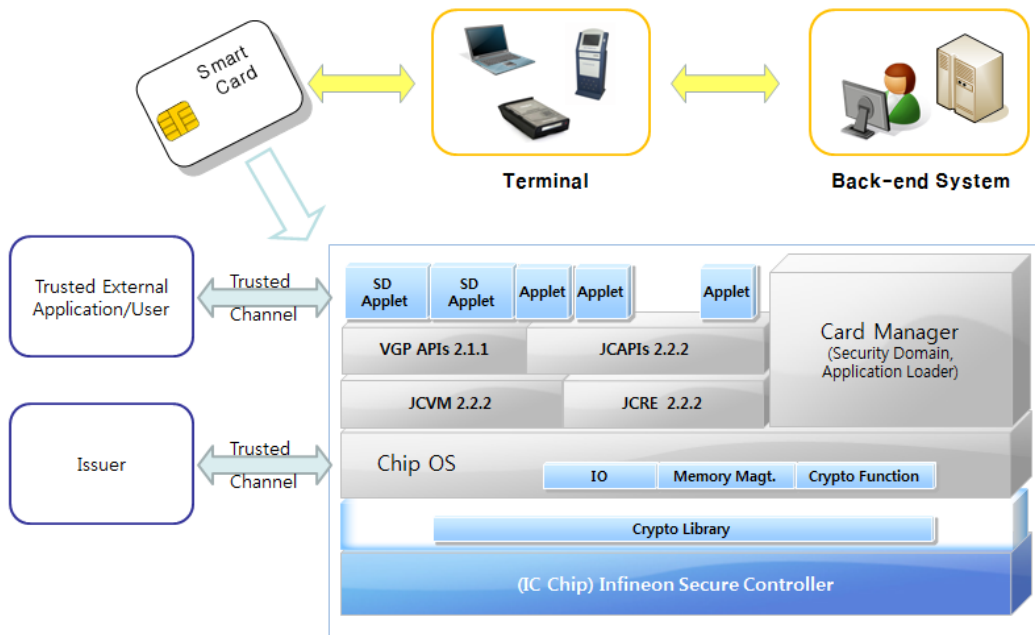 Smart
Card
Terminal
Back-end System
Trusted External
Application/User
Trusted
Channel
SD
Applet
SD
Applet
Applet
Applet
Applet
VGP APIs 2.1.1
JCAPIs 2.2.2
Card Manager
(Security Domain,
Application Loader)
JCVM 2.2.2
JCRE 2.2.2
Issuer
Trusted
Channel
Chip OS
IO
Memory Magt.
Crypto Function
Crypto Library
(IC Chip) Infineon Secure Controller